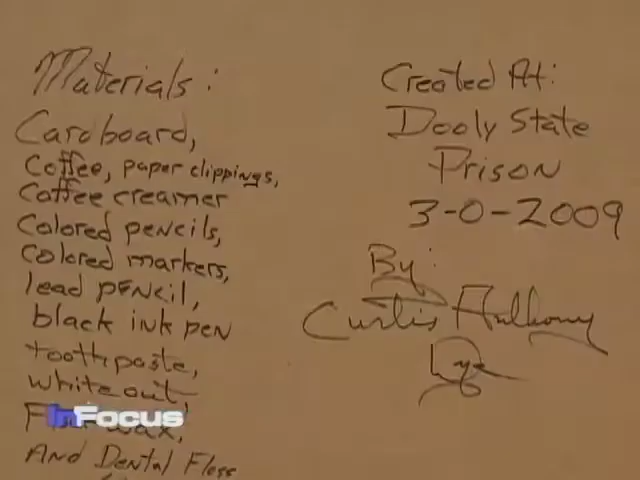 Materials:
Cardboard,
Coffee, paper clippings,
Coffee creamer
Colored pencils,
Colored markers,
lead pencil,
black ink pen
toothpaste,
white out,
wax,
And Dental Floss
Created At:
Dooly State
Prison
3-0-2009
By:
Curtis Anthony
InFocus